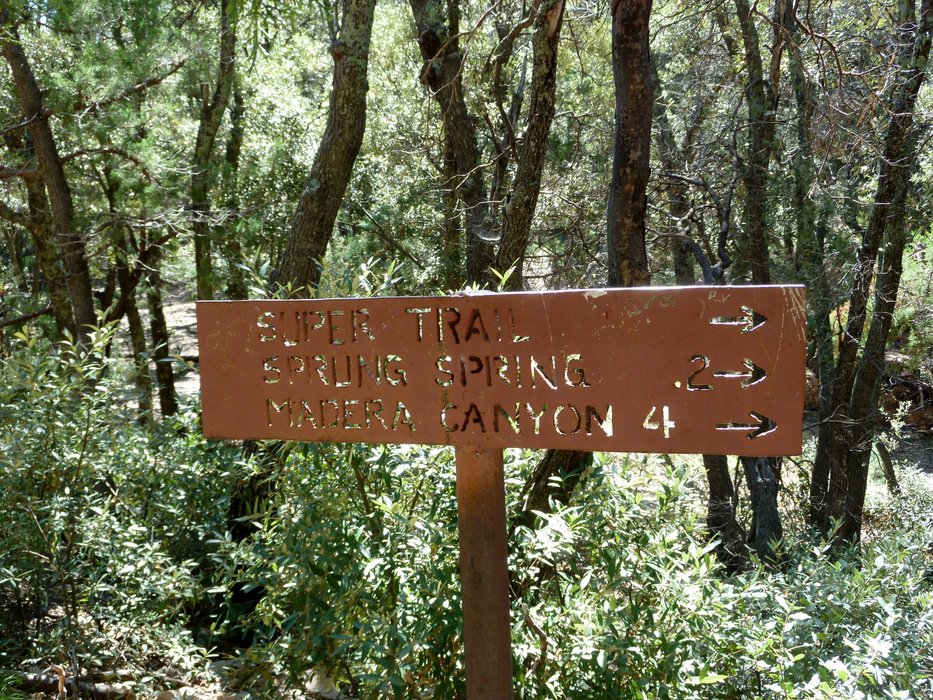 SUPER TRAIL →
SPRUNG SPRING .2 →
MADERA CANYON 4 →